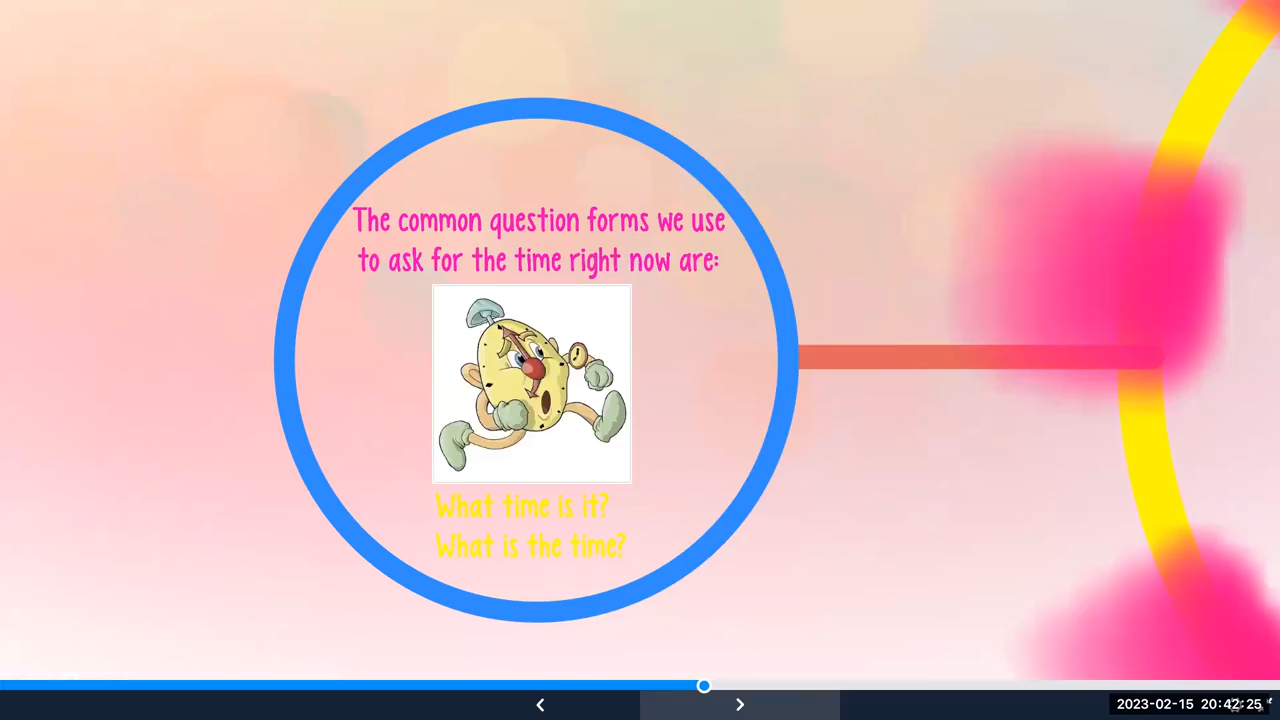 The common question forms we use
to ask for the time right now are:
What time is it?
What is the time?
2023-02-15 20:42:25